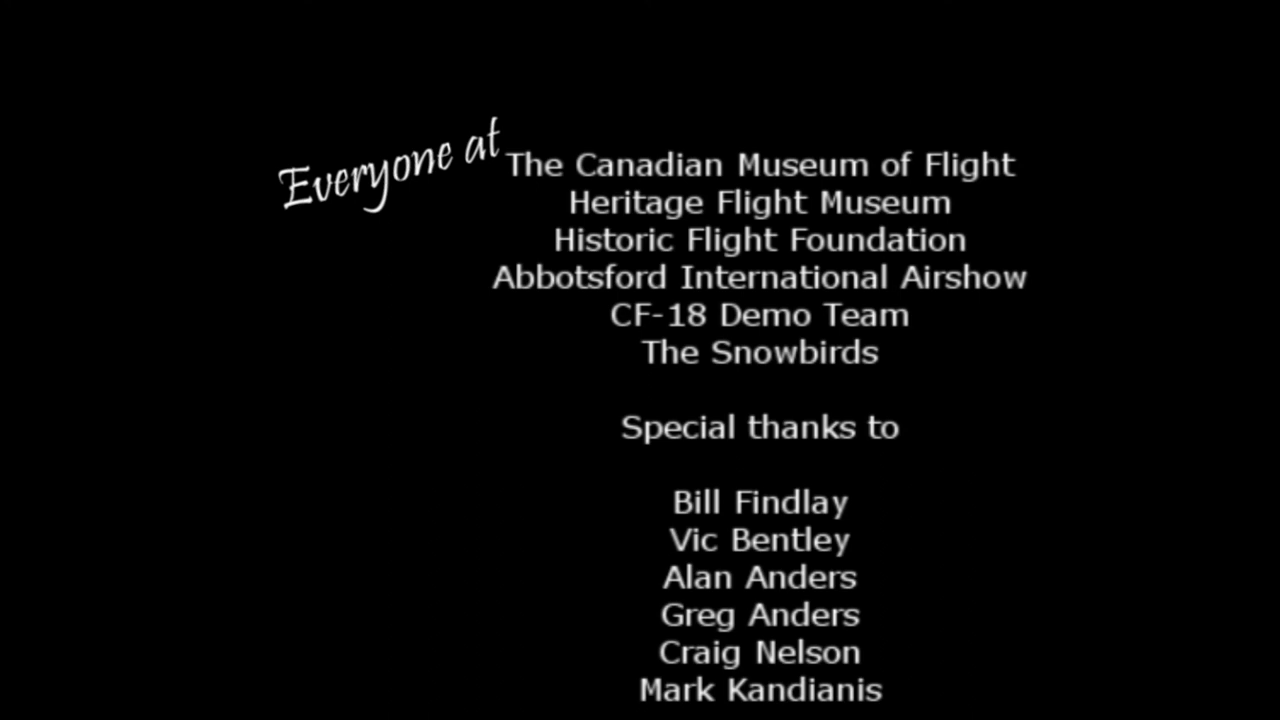 Everyone at
The Canadian Museum of Flight
Heritage Flight Museum
Historic Flight Foundation
Abbotsford International Airshow
CF-18 Demo Team
The Snowbirds
Special thanks to
Bill Findlay
Vic Bentley
Alan Anders
Greg Anders
Craig Nelson
Mark Kandianis